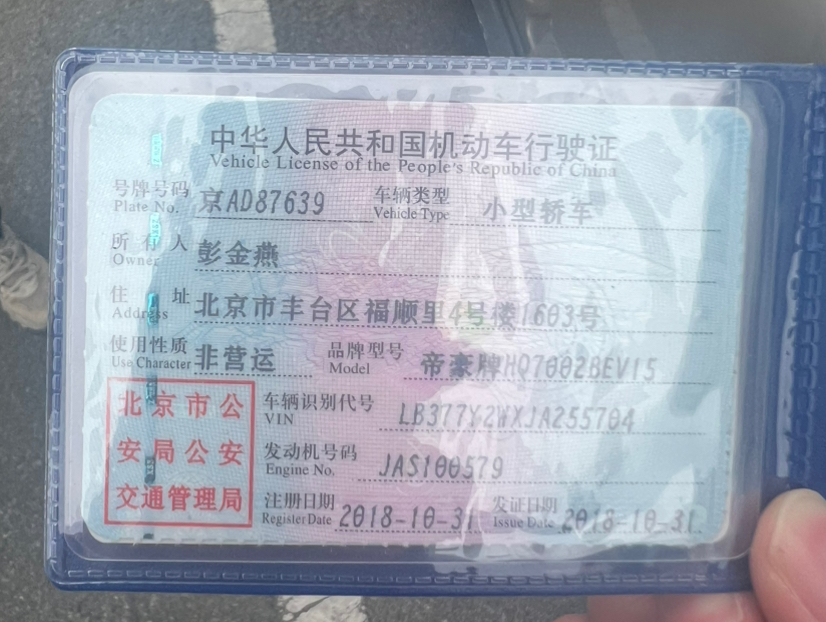 中华人民共和国机动车行驶证
Vehicle License of the People's Republic of China
号牌号码 京AD87639 车辆类型 小型轿车
Plate No. Vehicle Type
所有人 彭金燕
Owner
住址 北京市丰台区福顺里4号楼1603号
Address
使用性质 非营运 品牌型号 帝豪牌HQ7002BEV15
Use Character Model
北京市公
安局公安
交通管理局
车辆识别代号 LB377Y2WXJA255704
VIN
发动机号码 JAS100579
Engine No.
注册日期 2018-10-31 发证日期 2018-10-31
Register Date Issue Date